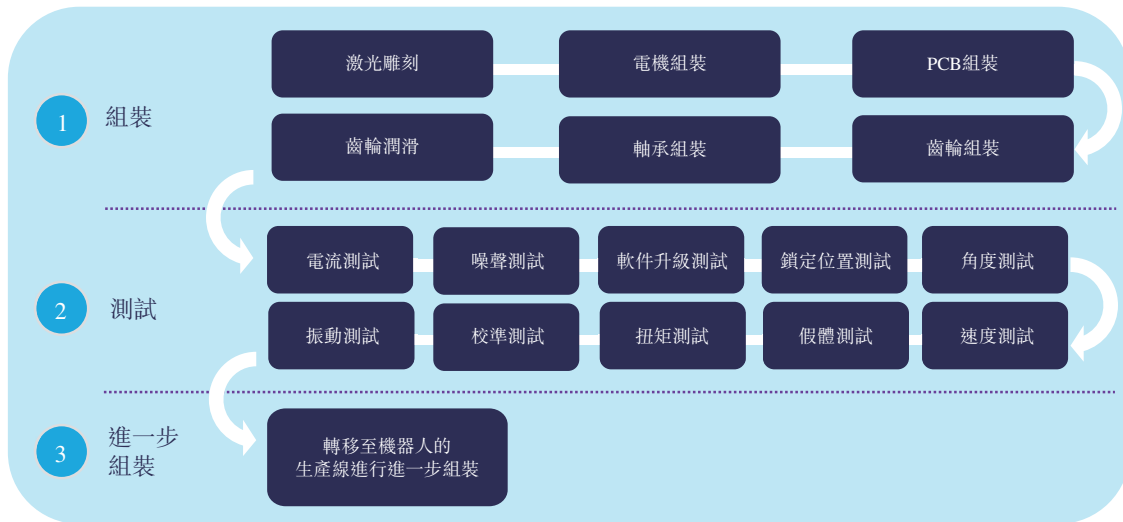 激光雕刻
電機組裝
PCB組裝
1
組裝
齒輪潤滑
軸承組裝
齒輪組裝
電流測試
噪聲測試
軟件升級測試
鎖定位置測試
角度測試
2
測試
振動測試
校準測試
扭矩測試
假體測試
速度測試
3
進一步
組裝
轉移至機器人的
生產線進行進一步組裝